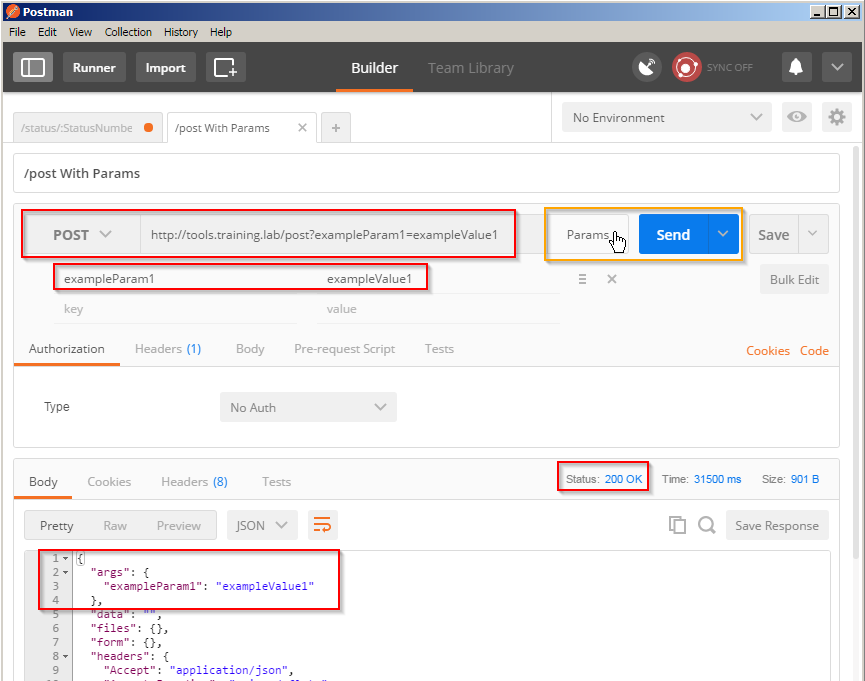 Postman
File Edit View Collection History Help
Runner Import Builder Team Library SYNC OFF
/status/:StatusNumbe /post With Params No Environment
/post With Params
POST http://tools.training.lab/post?exampleParam1=exampleValue1 Params Send Save
exampleParam1 exampleValue1 Bulk Edit
key value
Authorization Headers (1) Body Pre-request Script Tests Cookies Code
Type No Auth
Body Cookies Headers (8) Tests Status: 200 OK Time: 31500 ms Size: 901 B
Pretty Raw Preview JSON Save Response
1 {
2 "args": {
3 "exampleParam1": "exampleValue1"
4 },
5 "data": "",
6 "files": {},
7 "form": {},
8 "headers": {
9 "Accept": "application/json",